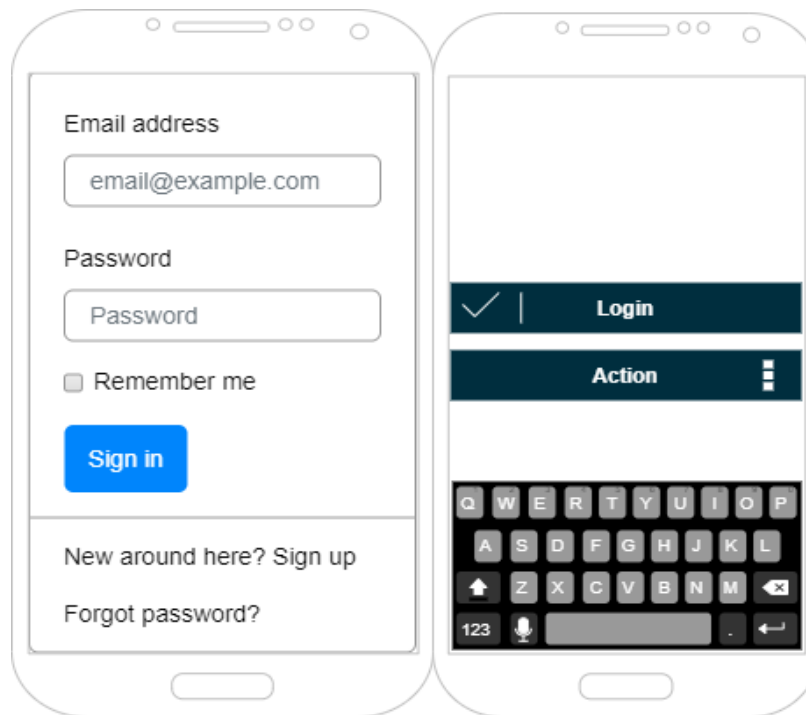 Email address
email@example.com
Password
Password
Remember me
Sign in
New around here? Sign up
Forgot password?
Login
Action
Q W E R T Y U I O P
A S D F G H J K L
Z X C V B N M
123 .